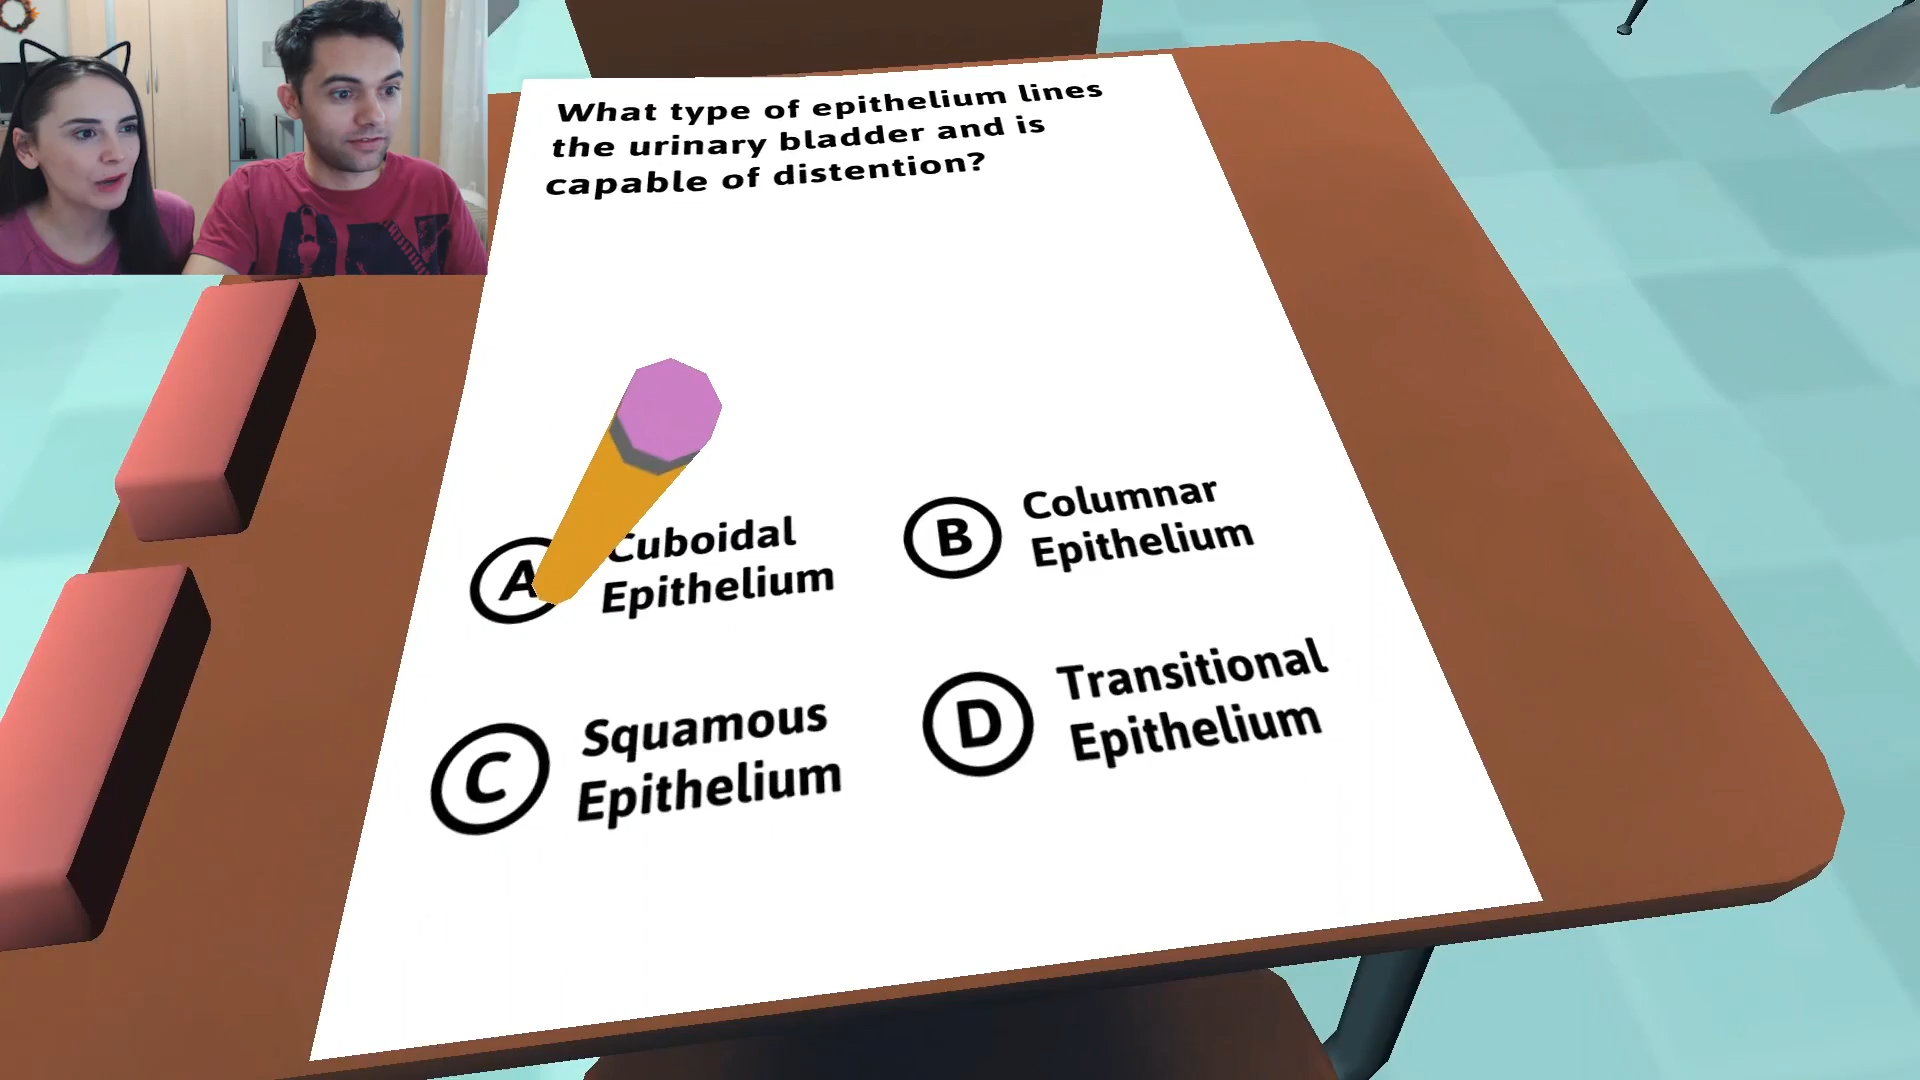 What type of epithelium lines
the urinary bladder and is
capable of distention?
A
Cuboidal
Epithelium
B
Columnar
Epithelium
C
Squamous
Epithelium
D
Transitional
Epithelium